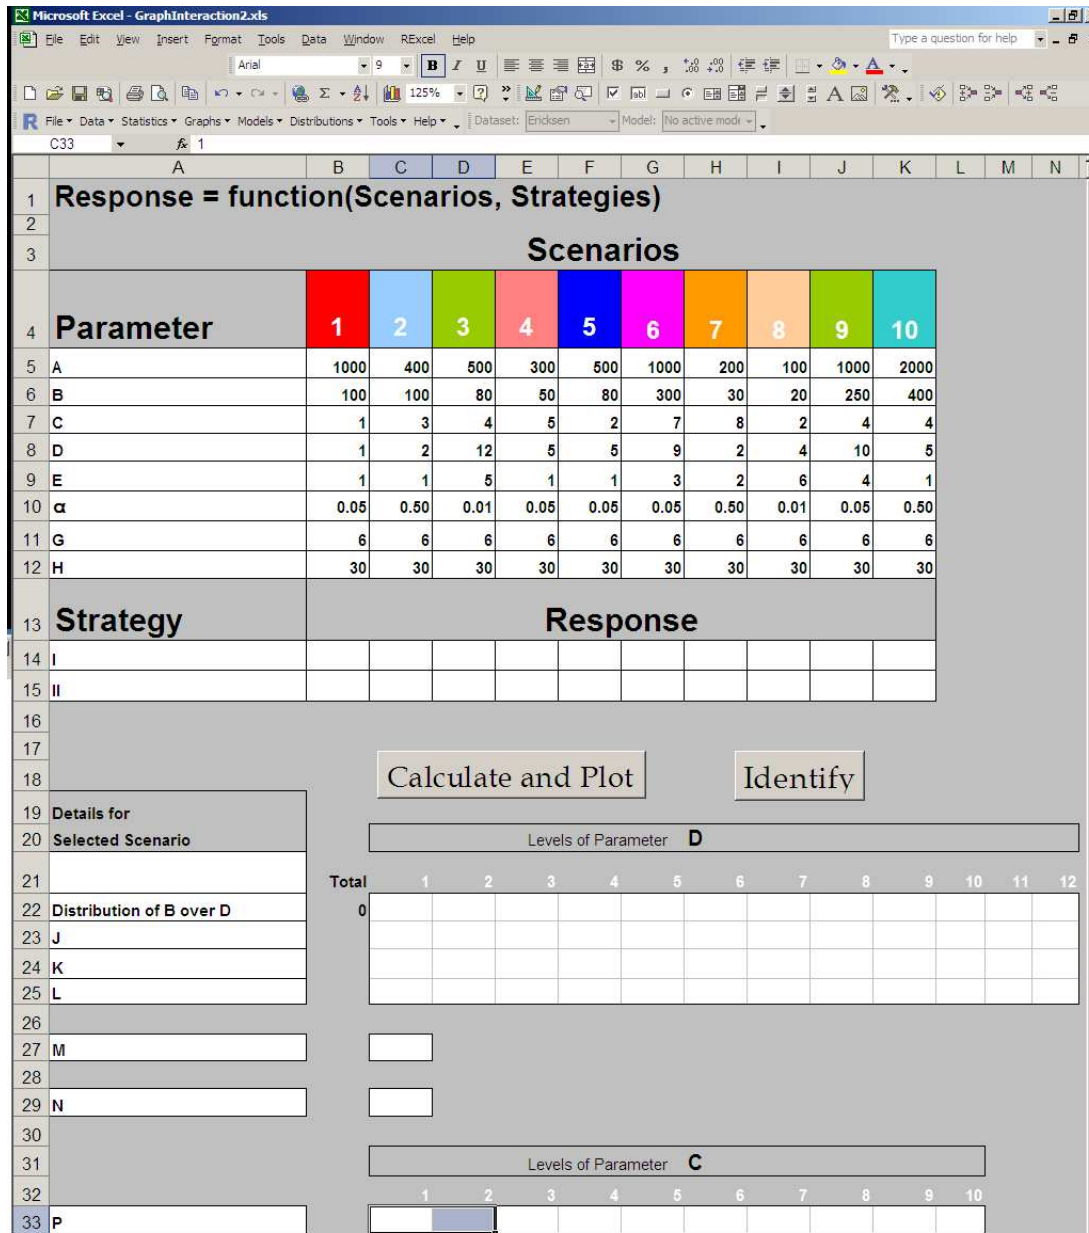 Microsoft Excel - GraphInteraction2.xls
File Edit View Insert Format Tools Data Window RExcel Help Type a question for help
Arial 9 B I U $ % ,
Σ 125%
R File Data Statistics Graphs Models Distributions Tools Help Dataset: Ericksen Model: No active mode
C33 fx 1
A B C D E F G H I J K L M N
1 Response = function(Scenarios, Strategies)
2
3 Scenarios
4 Parameter 1 2 3 4 5 6 7 8 9 10
5 A 1000 400 500 300 500 1000 200 100 1000 2000
6 B 100 100 80 50 80 300 30 20 250 400
7 C 1 3 4 5 2 7 8 2 4 4
8 D 1 2 12 5 5 9 2 4 10 5
9 E 1 1 5 1 1 3 2 6 4 1
10 α 0.05 0.50 0.01 0.05 0.05 0.05 0.50 0.01 0.05 0.50
11 G 6 6 6 6 6 6 6 6 6 6
12 H 30 30 30 30 30 30 30 30 30 30
13 Strategy Response
14 I
15 II
16
17
18 Calculate and Plot Identify
19 Details for
20 Selected Scenario Levels of Parameter D
21 Total 1 2 3 4 5 6 7 8 9 10 11 12
22 Distribution of B over D 0
23 J
24 K
25 L
26
27 M
28
29 N
30
31 Levels of Parameter C
32 1 2 3 4 5 6 7 8 9 10
33 P